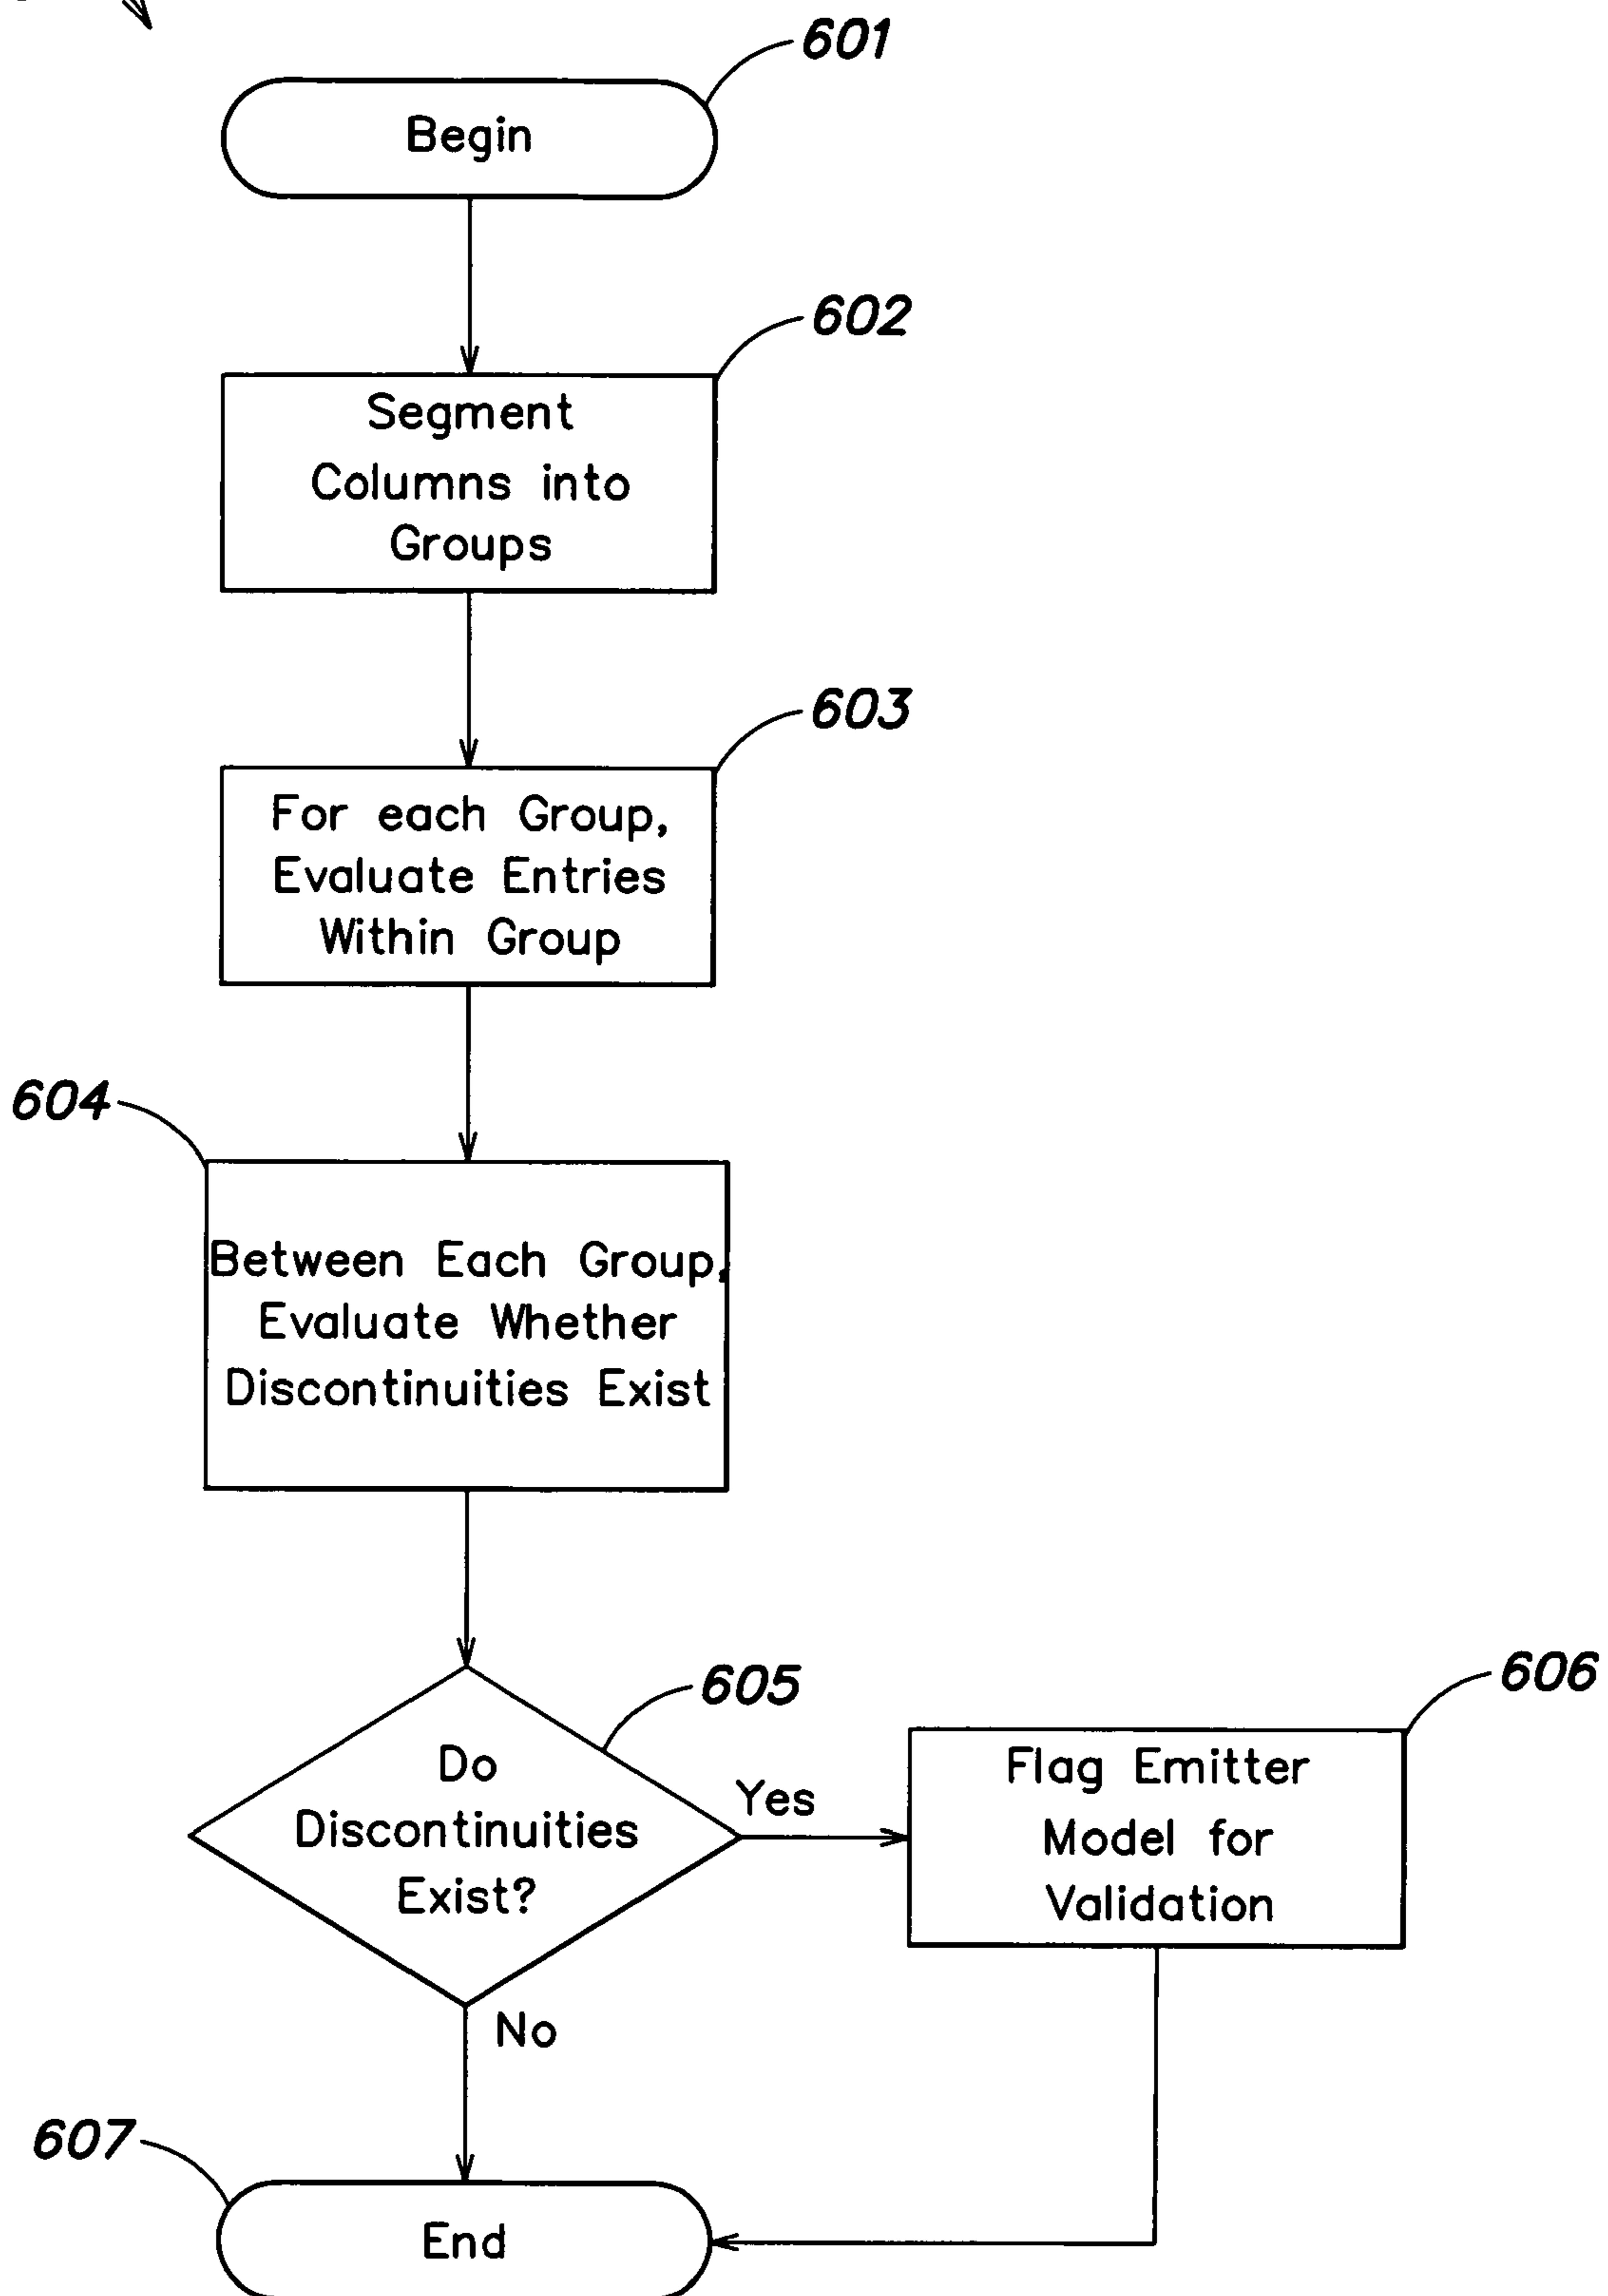 601
Begin
602
Segment
Columns into
Groups
603
For each Group,
Evaluate Entries
Within Group
604
Between Each Group,
Evaluate Whether
Discontinuities Exist
605
Do
Discontinuities
Exist?
Yes
606
Flag Emitter
Model for
Validation
No
607
End